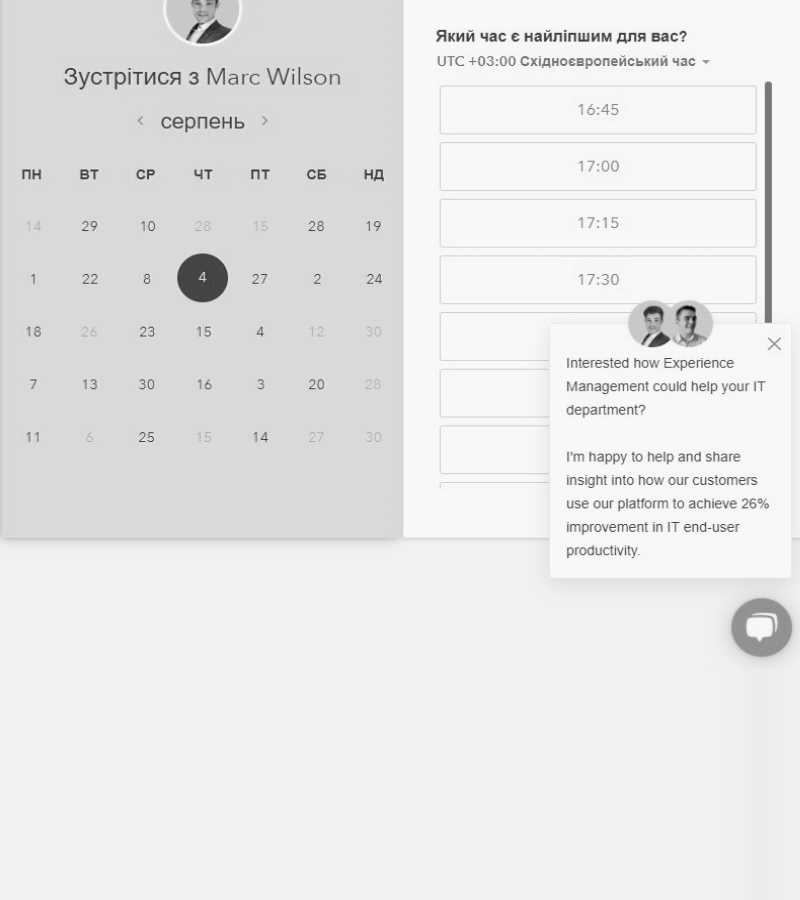 Зустрітися з Marc Wilson
серпень
ПН ВТ СР ЧТ ПТ СБ НД
14 29 10 28 15 28 19
1 22 8 4 27 2 24
18 26 23 15 4 12 30
7 13 30 16 3 20 28
11 6 25 15 14 27 30
Який час є найліпшим для вас?
UTC +03:00 Східноєвропейський час
16:45
17:00
17:15
17:30
Interested how Experience
Management could help your IT
department?
I'm happy to help and share
insight into how our customers
use our platform to achieve 26%
improvement in IT end-user
productivity.